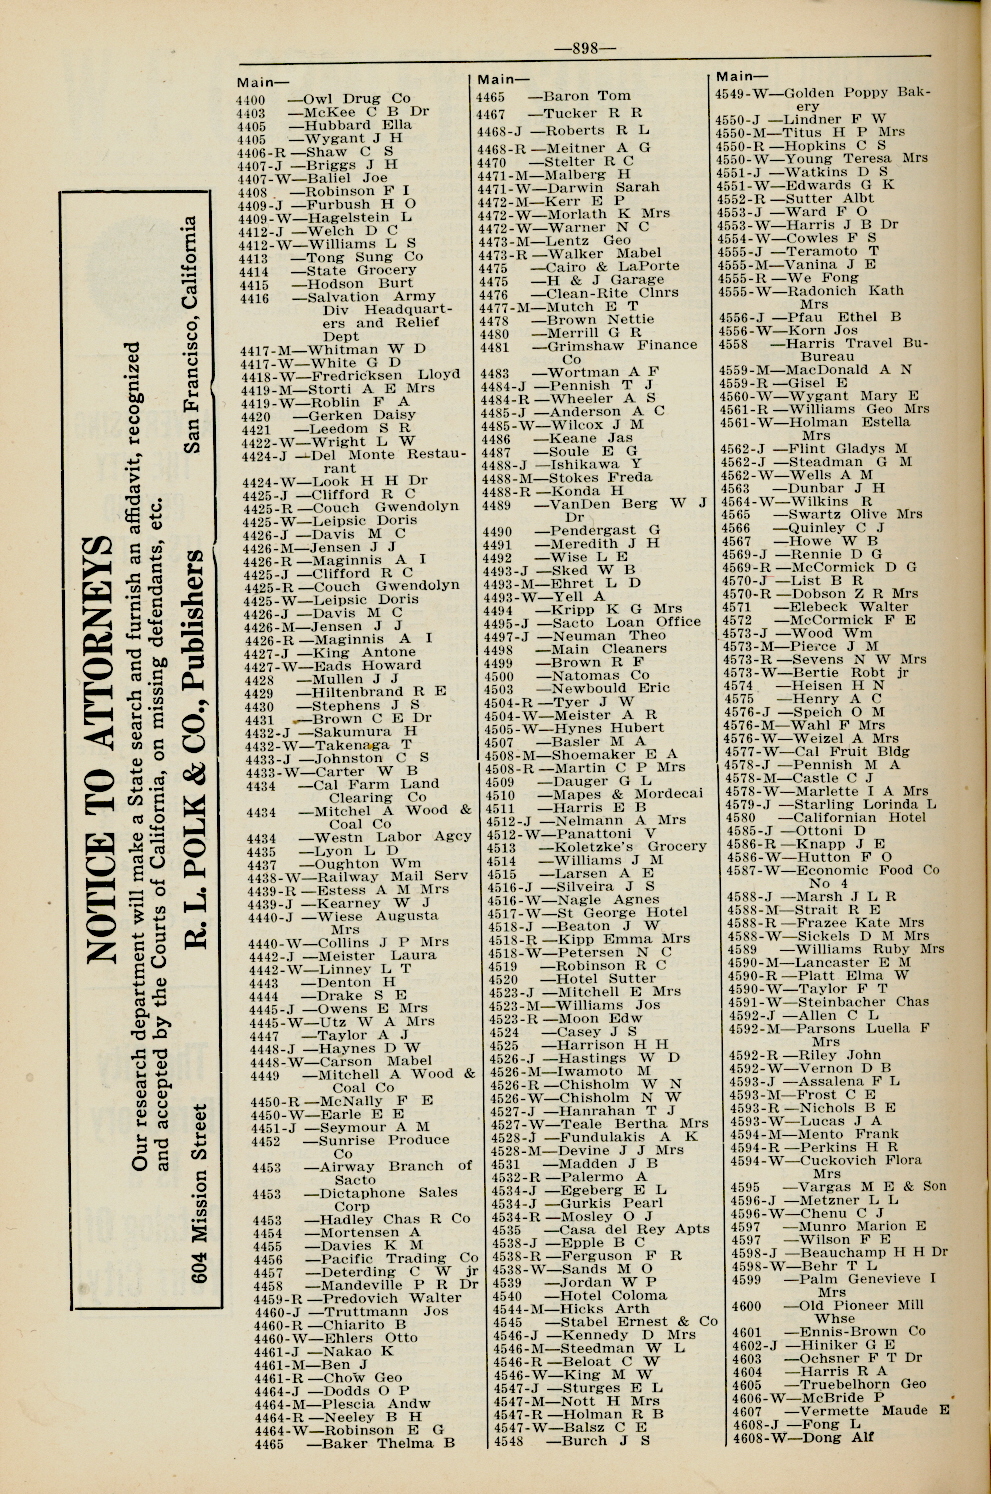 —898—
NOTICE TO ATTORNEYS
Our research department will make a State search and furnish an affidavit, recognized
and accepted by the Courts of California, on missing defendants, etc.
R. L. POLK & CO., Publishers
604 Mission Street San Francisco, California
Main—
4400 —Owl Drug Co
4403 —McKee C B Dr
4405 —Hubbard Ella
4405 —Wygant J H
4406-R—Shaw C S
4407-J—Briggs J H
4407-W—Baliel Joe
4408 —Robinson F I
4409-J—Furbush H O
4409-W—Hagelstein L
4412-J—Welch D C
4412-W—Williams L S
4413 —Tong Sung Co
4414 —State Grocery
4415 —Hodson Burt
4416 —Salvation Army
Div Headquart-
ers and Relief
Dept
4417-M—Whitman W D
4417-W—White G D
4418-W—Fredricksen Lloyd
4419-M—Storti A E Mrs
4419-W—Roblin F A
4420 —Gerken Daisy
4421 —Leedom S R
4422-W—Wright L W
4424-J—Del Monte Restau-
rant
4424-W—Look H H Dr
4425-J—Clifford R C
4425-R—Couch Gwendolyn
4425-W—Leipsic Doris
4426-J—Davis M C
4426-M—Jensen J J
4426-R—Maginnis A I
4425-J—Clifford R C
4425-R—Couch Gwendolyn
4425-W—Leipsic Doris
4426-J—Davis M C
4426-M—Jensen J J
4426-R—Maginnis A I
4427-J—King Antone
4427-W—Eads Howard
4428 —Mullen J J
4429 —Hiltenbrand R E
4430 —Stephens J S
4431 —Brown C E Dr
4432-J—Sakumura H
4432-W—Takenaga T
4433-J—Johnston C S
4433-W—Carter W B
4434 —Cal Farm Land
Clearing Co
4434 —Mitchel A Wood &
Coal Co
4434 —Westn Labor Agcy
4435 —Lyon L D
4437 —Oughton Wm
4438-W—Railway Mail Serv
4439-R—Estess A M Mrs
4439-J—Kearney W J
4440-J—Wiese Augusta
Mrs
4440-W—Collins J P Mrs
4442-J—Meister Laura
4442-W—Linney L T
4443 —Denton H
4444 —Drake S E
4445-J—Owens E Mrs
4445-W—Utz W A Mrs
4447 —Taylor A J
4448-J—Haynes D W
4448-W—Carson Mabel
4449 —Mitchell A Wood &
Coal Co
4450-R—McNally F E
4450-W—Earle E E
4451-J—Seymour A M
4452 —Sunrise Produce
Co
4453 —Airway Branch of
Sacto
4453 —Dictaphone Sales
Corp
4453 —Hadley Chas R Co
4454 —Mortensen A
4455 —Davies K M
4456 —Pacific Trading Co
4457 —Deterding C W jr
4458 —Mandeville P R Dr
4459-R—Predovich Walter
4460-J—Truttmann Jos
4460-R—Chiarito B
4460-W—Ehlers Otto
4461-J—Nakao K
4461-M—Ben J
4461-R—Chow Geo
4464-J—Dodds O P
4464-M—Plescia Andw
4464-R—Neeley B H
4464-W—Robinson E G
4465 —Baker Thelma B
Main—
4465 —Baron Tom
4467 —Tucker R R
4468-J—Roberts R L
4468-R—Meitner A G
4470 —Stelter R C
4471-M—Malberg H
4471-W—Darwin Sarah
4472-M—Kerr E P
4472-W—Morlath K Mrs
4472-W—Warner N C
4473-M—Lentz Geo
4473-R—Walker Mabel
4475 —Cairo & LaPorte
4475 —H & J Garage
4476 —Clean-Rite Clnrs
4477-M—Mutch E T
4478 —Brown Nettie
4480 —Merrill G R
4481 —Grimshaw Finance
Co
4483 —Wortman A F
4484-J—Pennish T J
4484-R—Wheeler A S
4485-J—Anderson A C
4485-W—Wilcox J M
4486 —Keane Jas
4487 —Soule E G
4488-J—Ishikawa Y
4488-M—Stokes Freda
4488-R—Konda H
4489 —VanDen Berg W J
Dr
4490 —Pendergast G
4491 —Meredith J H
4492 —Wise L E
4493-J—Sked W B
4493-M—Ehret L D
4493-W—Yell A
4494 —Kripp K G Mrs
4495-J—Sacto Loan Office
4497-J—Neuman Theo
4498 —Main Cleaners
4499 —Brown R F
4500 —Natomas Co
4503 —Newbould Eric
4504-R—Tyer J W
4504-W—Meister A R
4505-W—Hynes Hubert
4507 —Basler M A
4508-M—Shoemaker E A
4508-R—Martin C P Mrs
4509 —Dauger G L
4510 —Mapes & Mordecai
4511 —Harris E B
4512-J—Nelmann A Mrs
4512-W—Panattoni V
4513 —Koletzke's Grocery
4514 —Williams J M
4515 —Larsen A E
4516-J—Silveira J S
4516-W—Nagle Agnes
4517-W—St George Hotel
4518-J—Beaton J W
4518-R—Kipp Emma Mrs
4518-W—Petersen N C
4519 —Robinson R C
4520 —Hotel Sutter
4523-J—Mitchell E Mrs
4523-M—Williams Jos
4523-R—Moon Edw
4524 —Casey J S
4525 —Harrison H H
4526-J—Hastings W D
4526-M—Iwamoto M
4526-R—Chisholm W N
4526-W—Chisholm N W
4527-J—Hanrahan T J
4527-W—Teale Bertha Mrs
4528-J—Fundulakis A K
4528-M—Devine J J Mrs
4531 —Madden J B
4532-R—Palermo A
4534-J—Egeberg E L
4534-J—Gurkis Pearl
4534-R—Mosley O J
4535 —Casa del Rey Apts
4538-J—Epple B C
4538-R—Ferguson F R
4538-W—Sands M O
4539 —Jordan W P
4540 —Hotel Coloma
4544-M—Hicks Arth
4545 —Stabel Ernest & Co
4546-J—Kennedy D Mrs
4546-M—Steedman W L
4546-R—Beloat C W
4546-W—King M W
4547-J—Sturges E L
4547-M—Nott H Mrs
4547-R—Holman R B
4547-W—Balsz C E
4548 —Burch J S
Main—
4549-W—Golden Poppy Bak-
ery
4550-J—Lindner F W
4550-M—Titus H P Mrs
4550-R—Hopkins C S
4550-W—Young Teresa Mrs
4551-J—Watkins D S
4551-W—Edwards G K
4552-R—Sutter Albt
4553-J—Ward F O
4553-W—Harris J B Dr
4554-W—Cowles F S
4555-J—Teramoto T
4555-M—Vanina J E
4555-R—We Fong
4555-W—Radonich Kath
Mrs
4556-J—Pfau Ethel B
4556-W—Korn Jos
4558 —Harris Travel Bu-
Bureau
4559-M—MacDonald A N
4559-R—Gisel E
4560-W—Wygant Mary E
4561-R—Williams Geo Mrs
4561-W—Holman Estella
Mrs
4562-J—Flint Gladys M
4562-J—Steadman G M
4562-W—Wells A M
4563 —Dunbar J H
4564-W—Wilkins R
4565 —Swartz Olive Mrs
4566 —Quinley C J
4567 —Howe W B
4569-J—Rennie D G
4569-R—McCormick D G
4570-J—List B R
4570-R—Dobson Z R Mrs
4571 —Elebeck Walter
4572 —McCormick F E
4573-J—Wood Wm
4573-M—Pierce J M
4573-R—Sevens N W Mrs
4573-W—Bertie Robt jr
4574 —Heisen H N
4575 —Henry A C
4576-J—Speich O M
4576-M—Wahl F Mrs
4576-W—Weizel A Mrs
4577-W—Cal Fruit Bldg
4578-J—Pennish M A
4578-M—Castle C J
4578-W—Marlette I A Mrs
4579-J—Starling Lorinda L
4580 —Californian Hotel
4585-J—Ottoni D
4586-R—Knapp J E
4586-W—Hutton F O
4587-W—Economic Food Co
No 4
4588-J—Marsh J L R
4588-M—Strait R E
4588-R—Frazee Kate Mrs
4588-W—Sickels D M Mrs
4589 —Williams Ruby Mrs
4590-M—Lancaster E M
4590-R—Platt Elma W
4590-W—Taylor F T
4591-W—Steinbacher Chas
4592-J—Allen C L
4592-M—Parsons Luella F
Mrs
4592-R—Riley John
4592-W—Vernon D B
4593-J—Assalena F L
4593-M—Frost C E
4593-R—Nichols B E
4593-W—Lucas J A
4594-M—Mento Frank
4594-R—Perkins H R
4594-W—Cuckovich Flora
Mrs
4595 —Vargas M E & Son
4596-J—Metzner L L
4596-W—Chenu C J
4597 —Munro Marion E
4597 —Wilson F E
4598-J—Beauchamp H H Dr
4598-W—Behr T L
4599 —Palm Genevieve I
Mrs
4600 —Old Pioneer Mill
Whse
4601 —Ennis-Brown Co
4602-J—Hiniker G E
4603 —Ochsner F T Dr
4604 —Harris R A
4605 —Truebelhorn Geo
4606-W—McBride P
4607 —Vermette Maude E
4608-J—Fong L
4608-W—Dong Alf